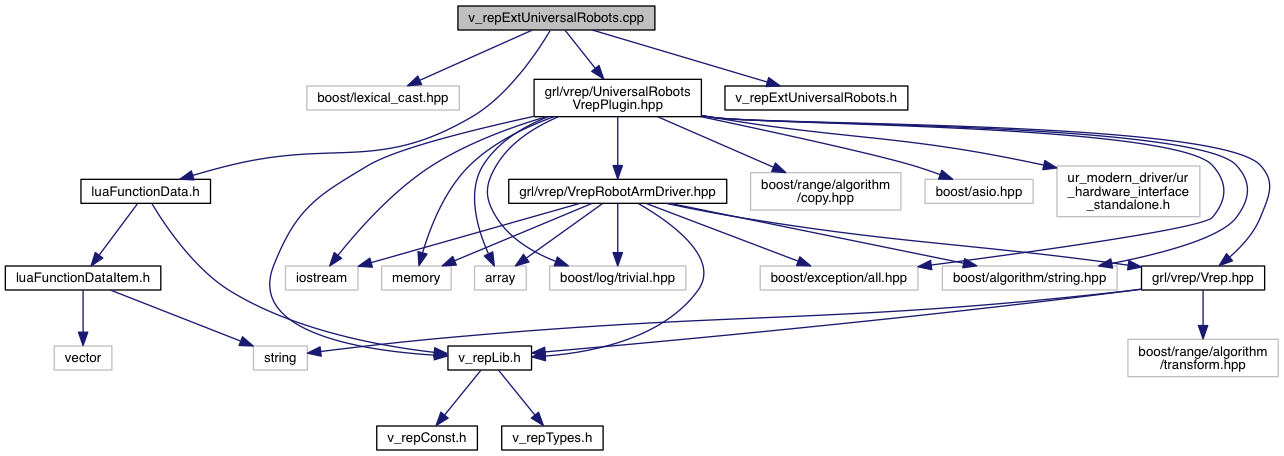 v_repExtUniversalRobots.cpp
boost/lexical_cast.hpp
grl/vrep/UniversalRobots
VrepPlugin.hpp
v_repExtUniversalRobots.h
luaFunctionData.h
grl/vrep/VrepRobotArmDriver.hpp
boost/range/algorithm
/copy.hpp
boost/asio.hpp
ur_modern_driver/ur
_hardware_interface
_standalone.h
luaFunctionDataItem.h
iostream
memory
array
boost/log/trivial.hpp
boost/exception/all.hpp
boost/algorithm/string.hpp
grl/vrep/Vrep.hpp
vector
string
v_repLib.h
boost/range/algorithm
/transform.hpp
v_repConst.h
v_repTypes.h